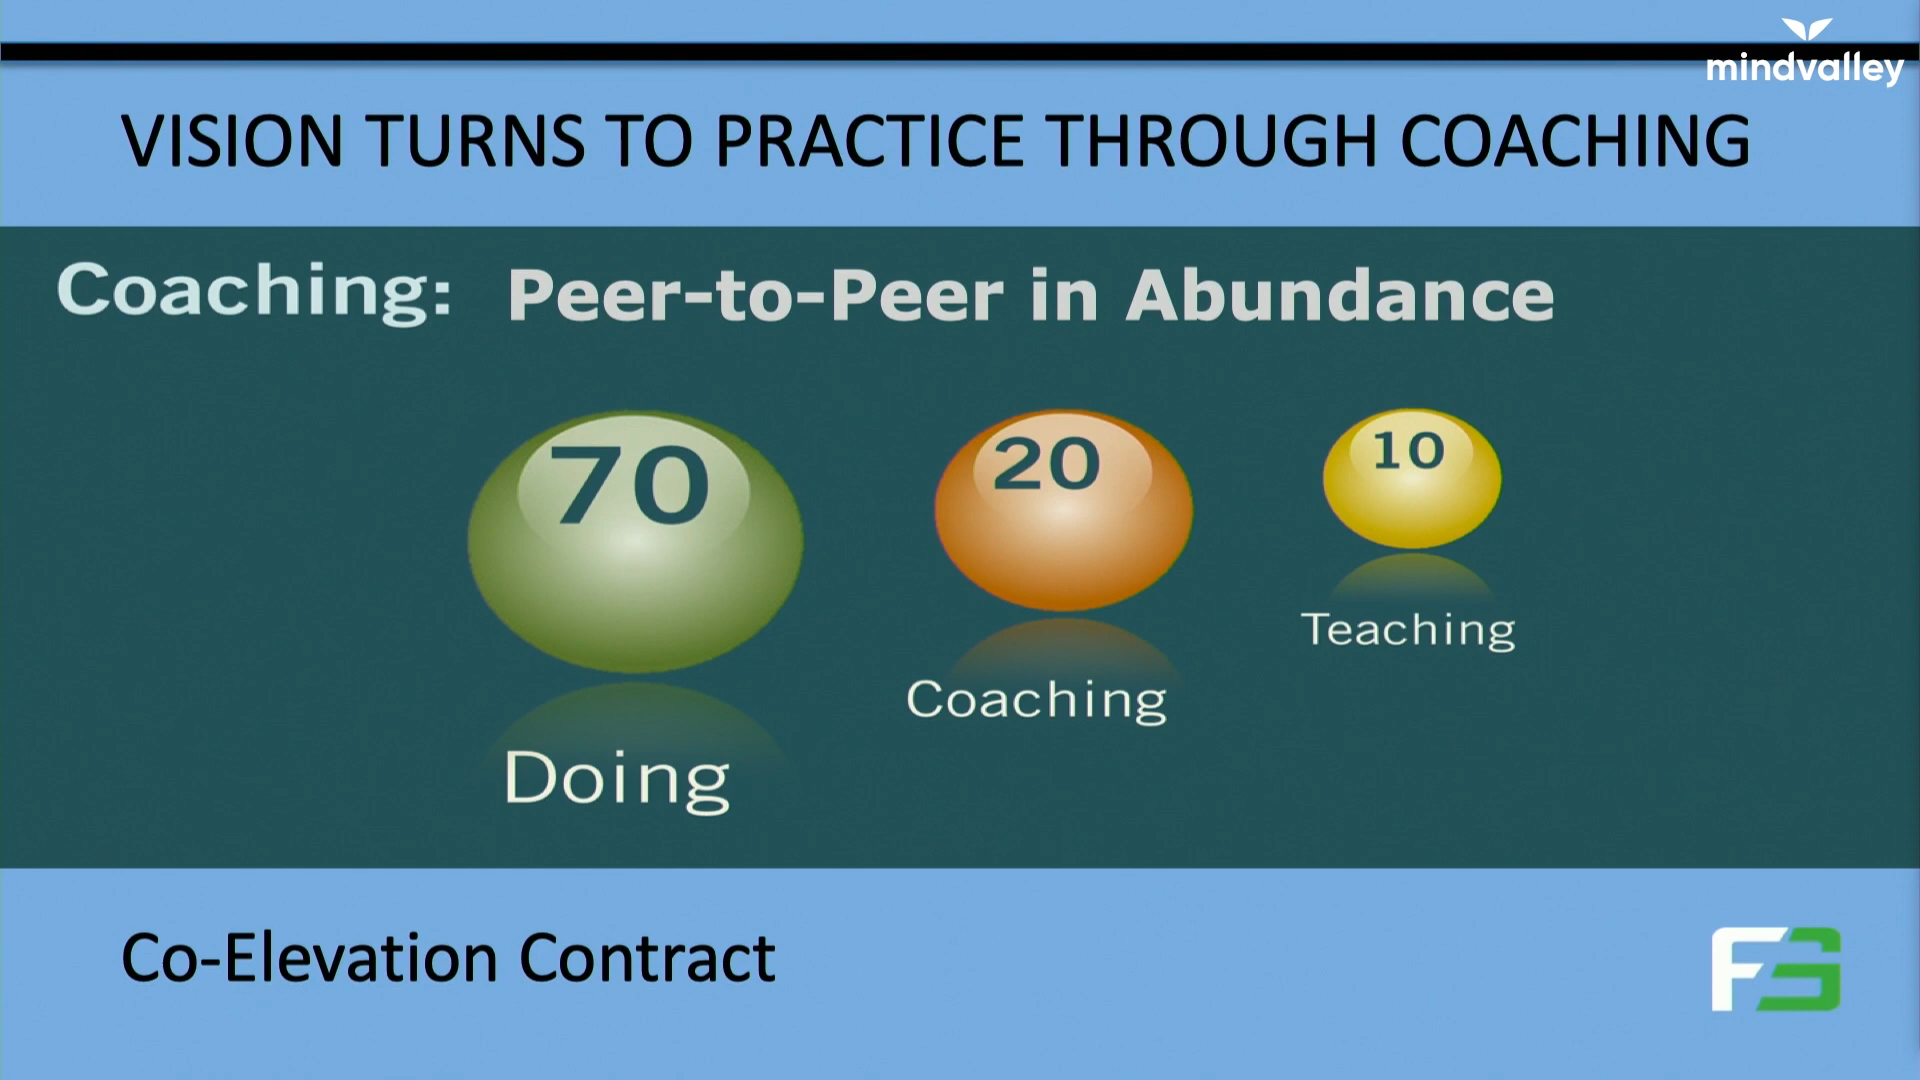 mindvalley
VISION TURNS TO PRACTICE THROUGH COACHING
Coaching: Peer-to-Peer in Abundance
70
20
10
Doing
Coaching
Teaching
Co-Elevation Contract
FG